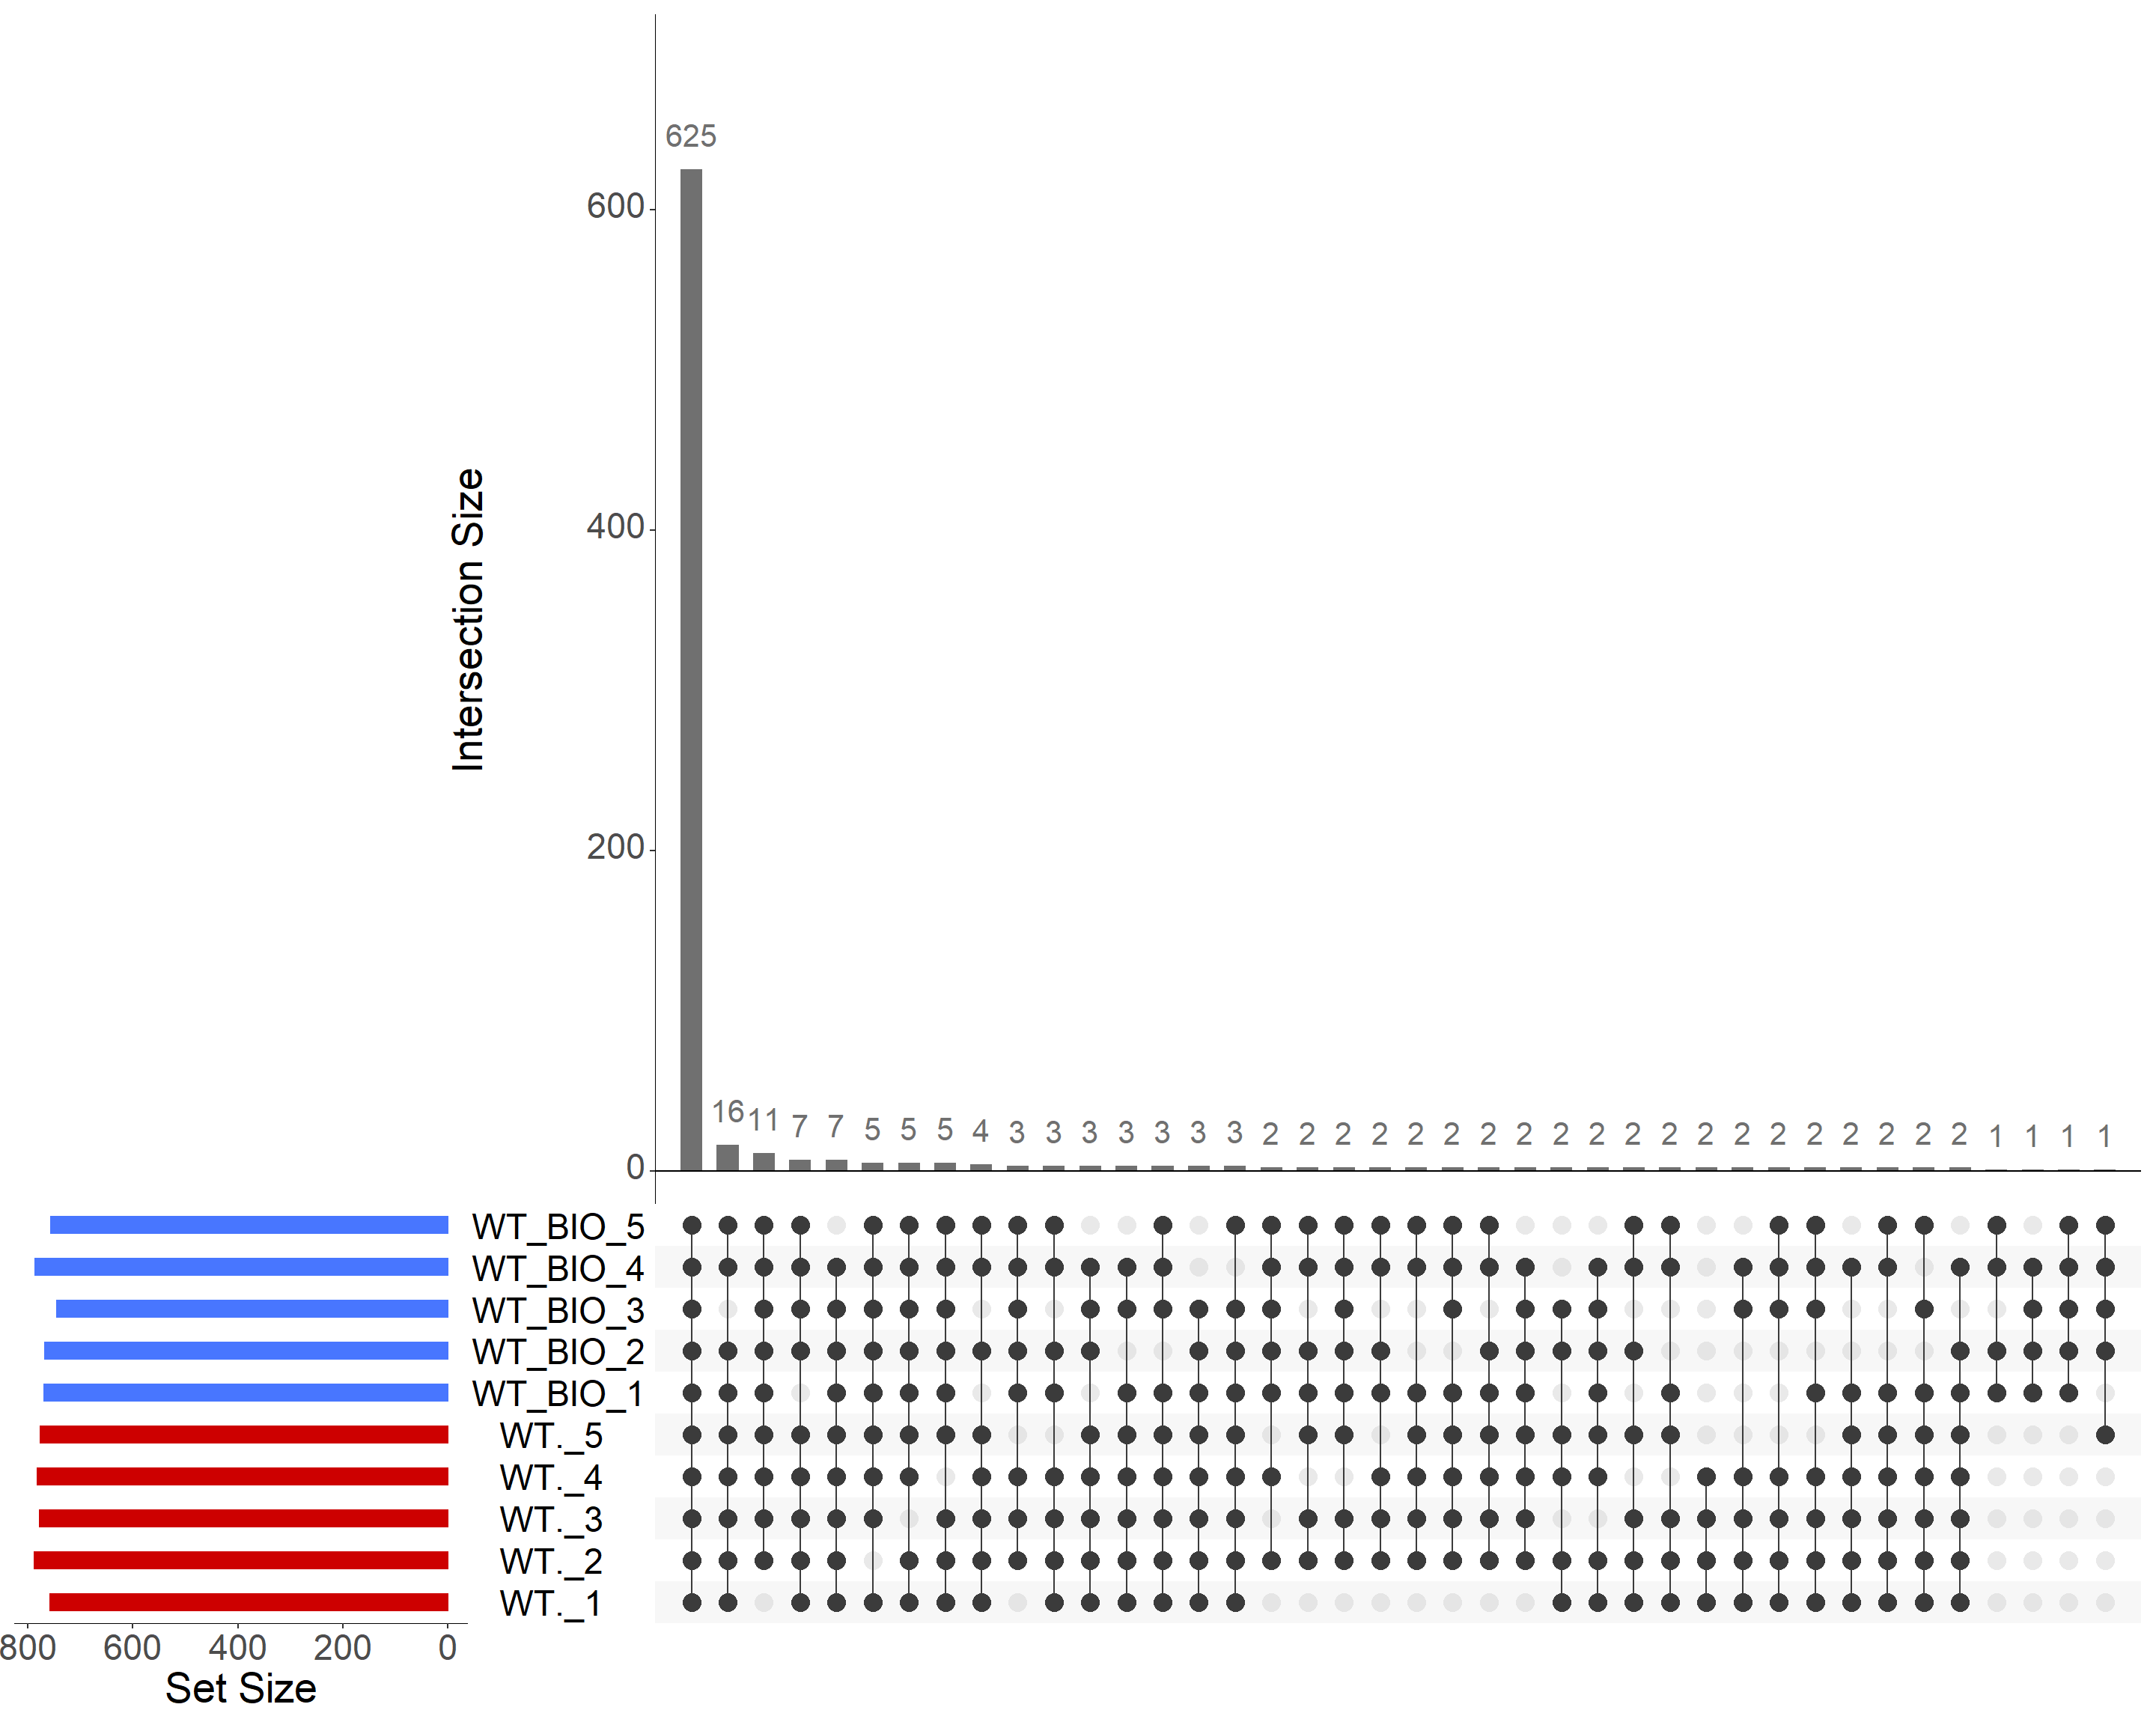 625
600
400
200
0
Intersection Size
16 11 7 7 5 5 5 4 3 3 3 3 3 3 3 2 2 2 2 2 2 2 2 2 2 2 2 2 2 2 2 2 2 2 2 1 1 1 1
WT_BIO_5
WT_BIO_4
WT_BIO_3
WT_BIO_2
WT_BIO_1
WT._5
WT._4
WT._3
WT._2
WT._1
800 600 400 200 0
Set Size